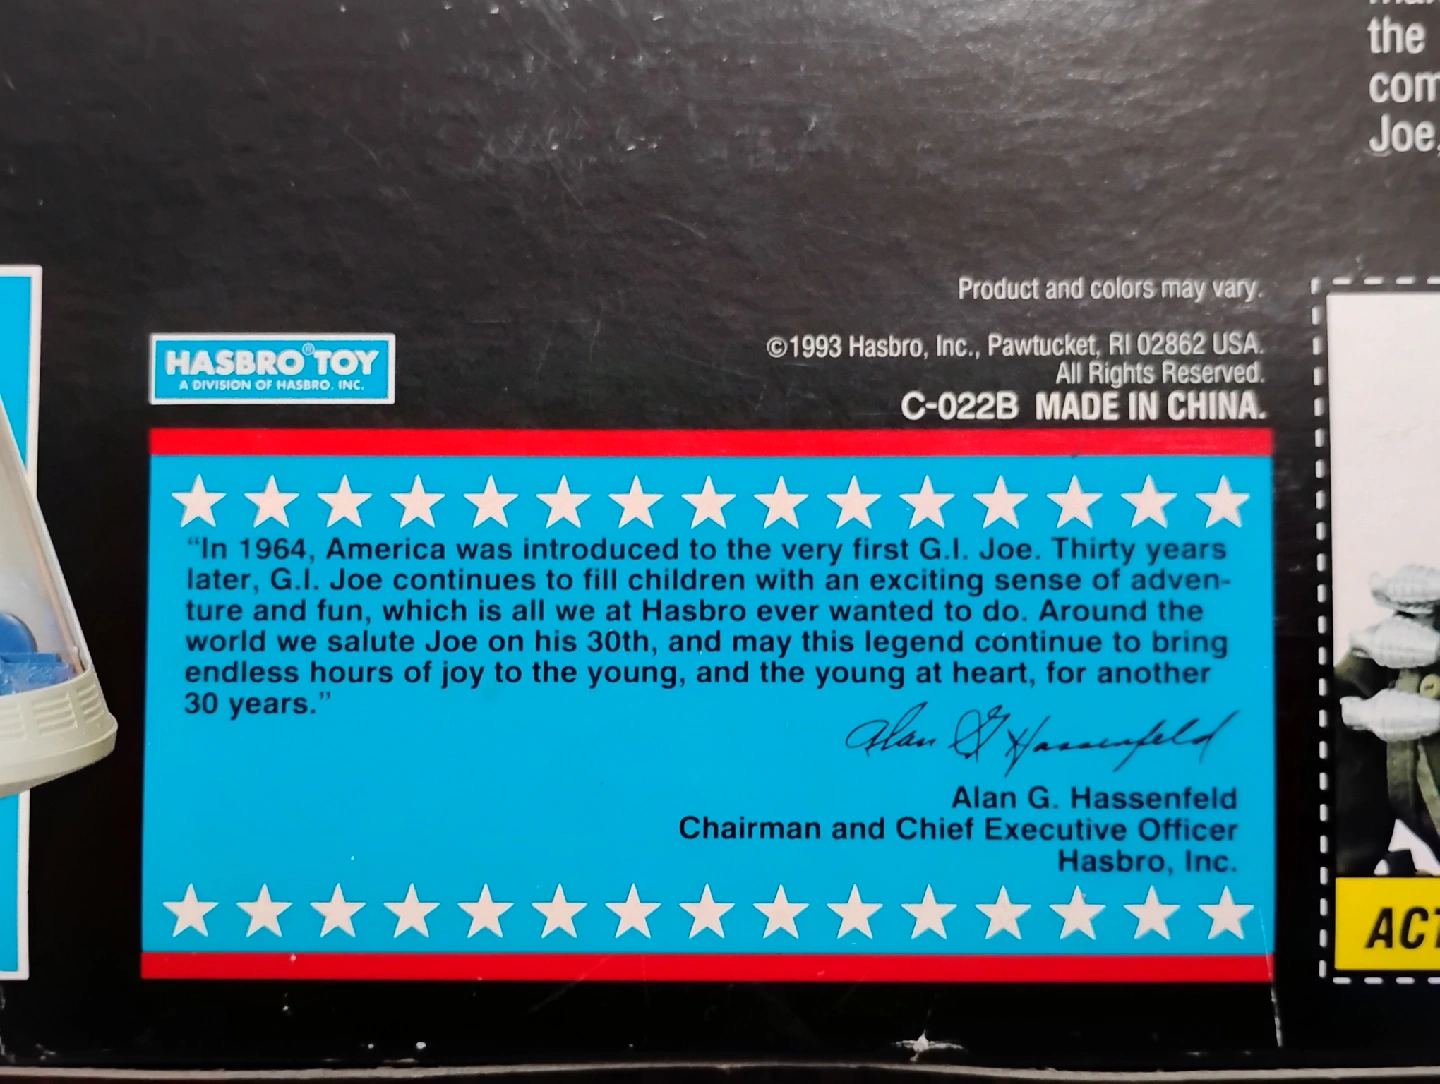 the
Joe,
Product and colors may vary.
HASBRO® TOY
A DIVISION OF HASBRO, INC.
©1993 Hasbro, Inc., Pawtucket, RI 02862 USA.
All Rights Reserved.
C-022B MADE IN CHINA.
“In 1964, America was introduced to the very first G.I. Joe. Thirty years
later, G.I. Joe continues to fill children with an exciting sense of adven-
ture and fun, which is all we at Hasbro ever wanted to do. Around the
world we salute Joe on his 30th, and may this legend continue to bring
endless hours of joy to the young, and the young at heart, for another
30 years.”
Alan G Hassenfeld
Alan G. Hassenfeld
Chairman and Chief Executive Officer
Hasbro, Inc.